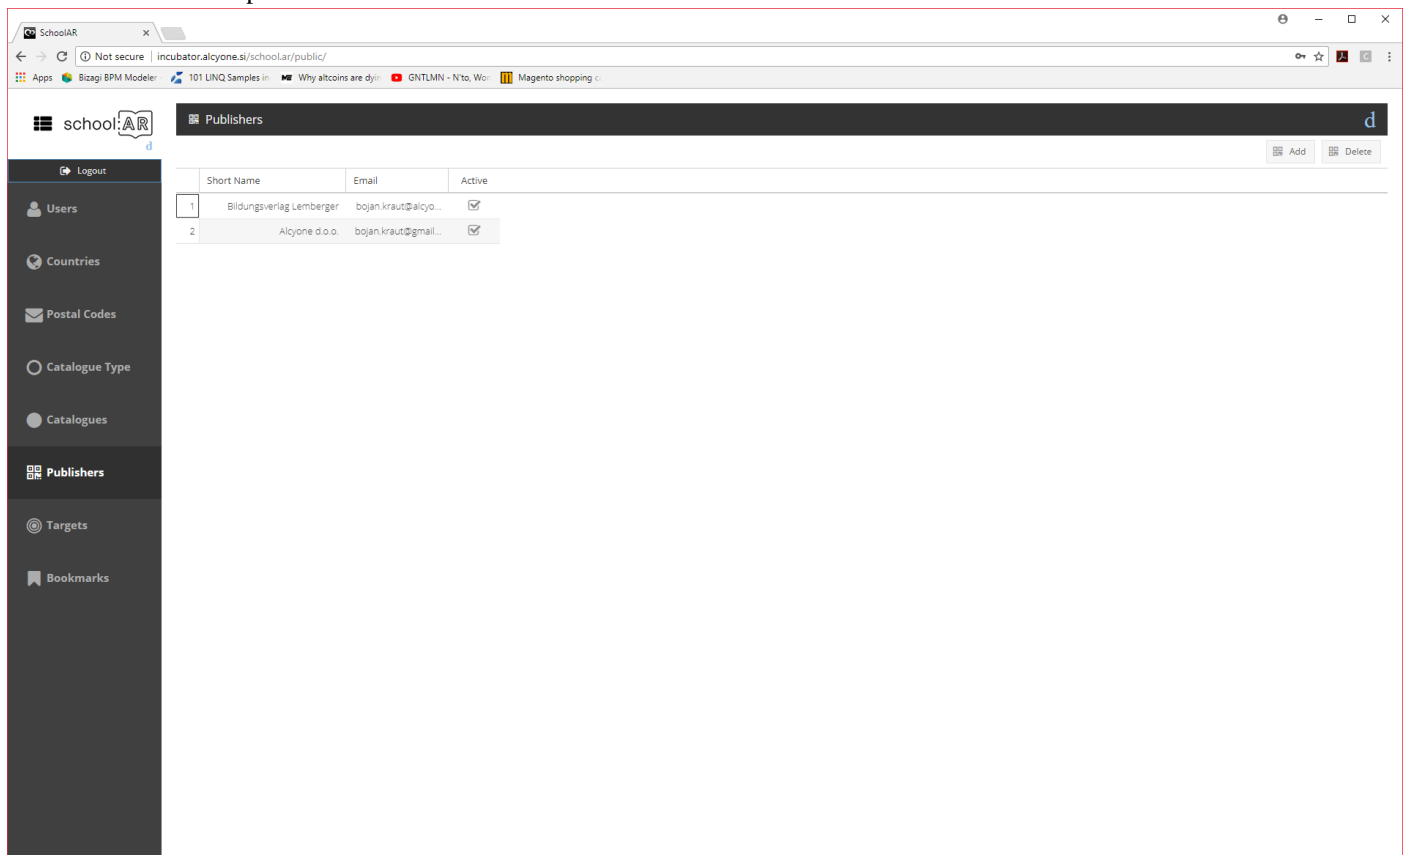 SchoolAR
Not secure | incubator.alcyone.si/school.ar/public/
Apps Bizagi BPM Modeler 101 LINQ Samples in Why altcoins are dyin GNTLMN - N'to, Wor Magento shopping c
school:AR
d
Publishers
d
Add Delete
Logout
Short Name Email Active
Users
1 Bildungsverlag Lemberger bojan.kraut@alcyo...
2 Alcyone d.o.o. bojan.kraut@gmail...
Countries
Postal Codes
Catalogue Type
Catalogues
Publishers
Targets
Bookmarks